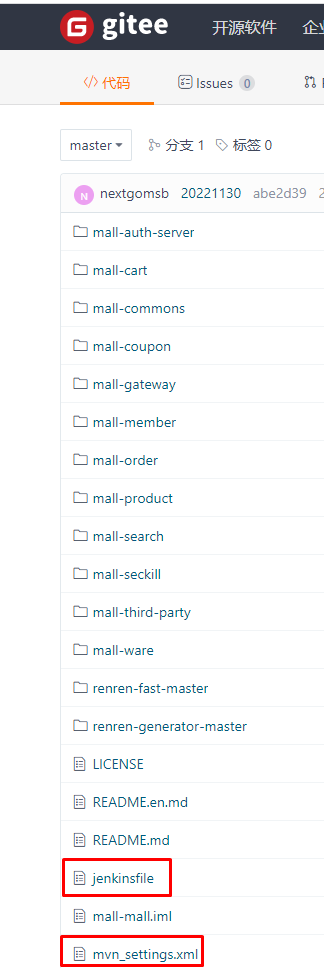 gitee 开源软件 企业
代码 Issues 0
master 分支 1 标签 0
N nextgomsb 20221130 abe2d39 2
mall-auth-server
mall-cart
mall-commons
mall-coupon
mall-gateway
mall-member
mall-order
mall-product
mall-search
mall-seckill
mall-third-party
mall-ware
renren-fast-master
renren-generator-master
LICENSE
README.en.md
README.md
jenkinsfile
mall-mall.iml
mvn_settings.xml